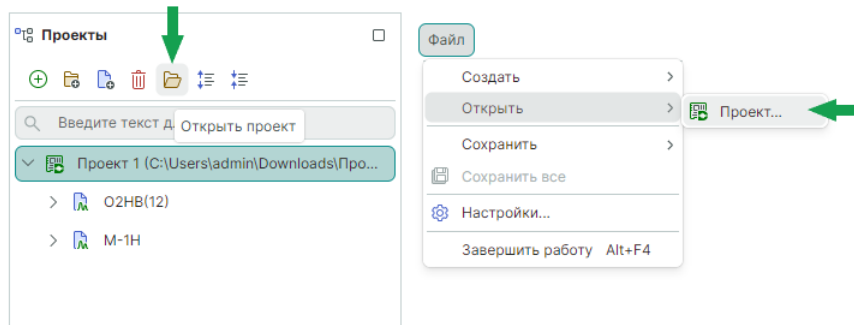 Проекты
Введите текст д
Открыть проект
Проект 1 (C:\Users\admin\Downloads\Про...
O2HB(12)
M-1H
Файл
Создать
Открыть
Проект...
Сохранить
Сохранить все
Настройки...
Завершить работу Alt+F4